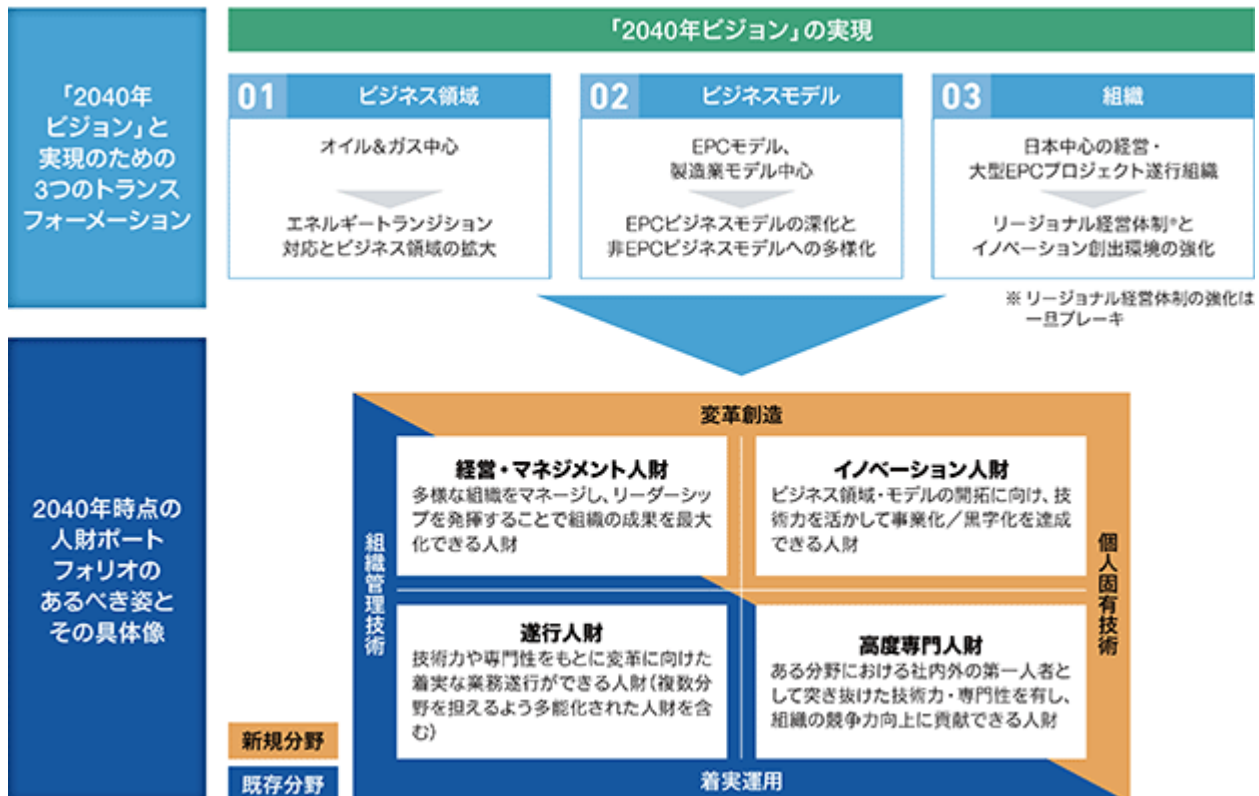 「2040年
ビジョン」と
実現のための
3つのトランス
フォーメーション
「2040年ビジョン」の実現
01
ビジネス領域
オイル&ガス中心
エネルギートランジション
対応とビジネス領域の拡大
02
ビジネスモデル
EPCモデル、
製造業モデル中心
EPCビジネスモデルの深化と
非EPCビジネスモデルへの多様化
03
組織
日本中心の経営・
大型EPCプロジェクト遂行組織
リージョナル経営体制※と
イノベーション創出環境の強化
※ リージョナル経営体制の強化は
一旦ブレーキ
2040年時点の
人財ポート
フォリオの
あるべき姿と
その具体像
変革創造
組織管理技術
経営・マネジメント人財
多様な組織をマネージし、リーダーシッ
プを発揮することで組織の成果を最大
化できる人財
イノベーション人財
ビジネス領域・モデルの開拓に向け、技
術力を活かして事業化／黒字化を達成
できる人財
個人固有技術
遂行人財
技術力や専門性をもとに変革に向けた
着実な業務遂行ができる人財(複数分
野を担えるよう多能化された人財を含
む)
高度専門人財
ある分野における社内外の第一人者と
して突き抜けた技術力・専門性を有し、
組織の競争力向上に貢献できる人財
着実運用
新規分野
既存分野